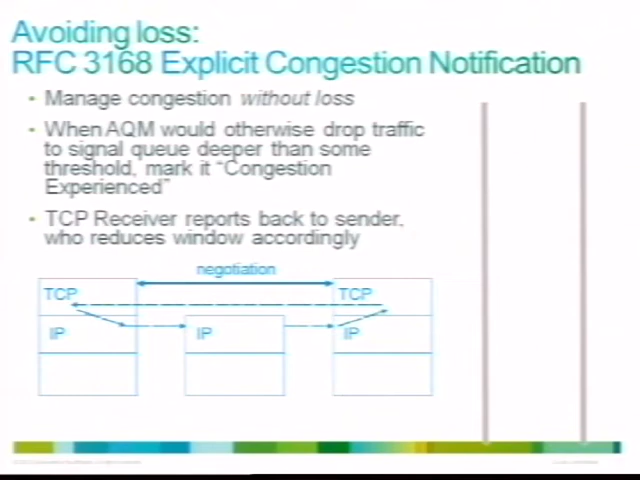 Avoiding loss:
RFC 3168 Explicit Congestion Notification
• Manage congestion without loss
• When AQM would otherwise drop traffic
to signal queue deeper than some
threshold, mark it “Congestion
Experienced”
• TCP Receiver reports back to sender,
who reduces window accordingly
negotiation
TCP TCP
IP IP IP